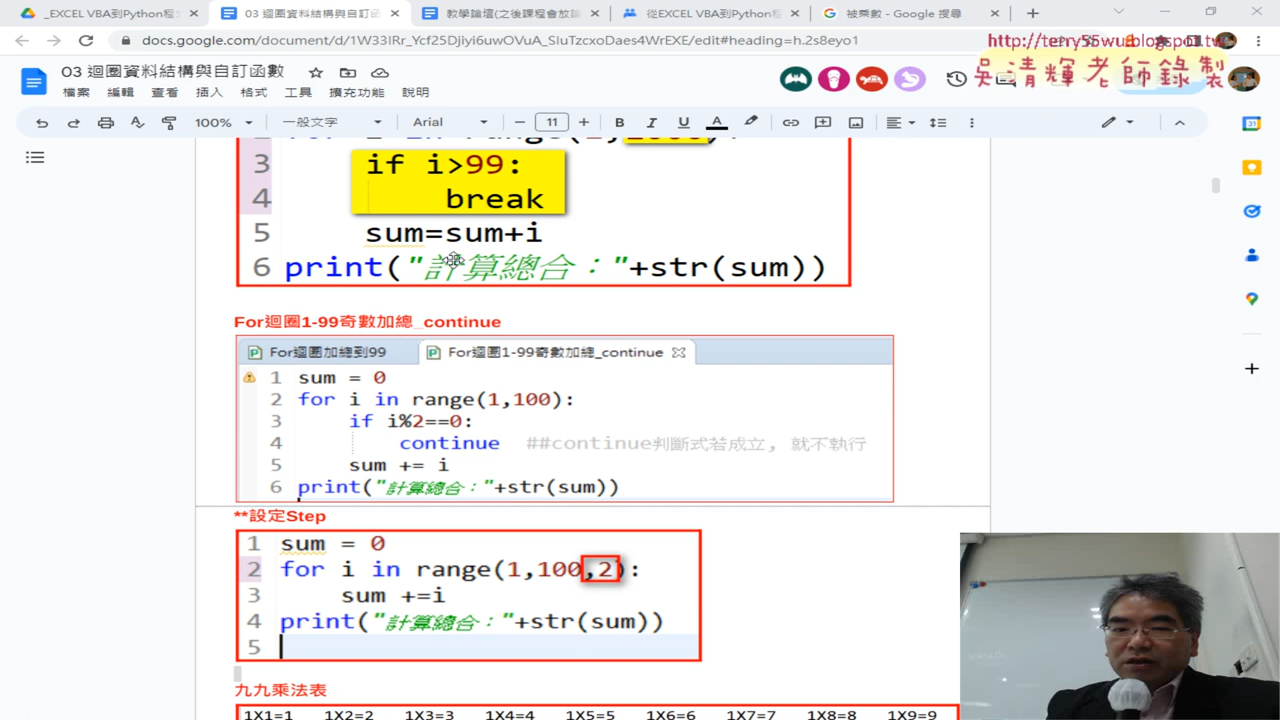 _EXCEL VBA到Python程
03 迴圈資料結構與自訂函
教學論壇(之後課程會放論
從EXCEL VBA到Python程
被乘數 - Google 搜尋
docs.google.com/document/d/1W33IRr_Ycf25Djiyi6uwOVuA_SIuTzcxoDaes4WrEXE/edit#heading=h.2s8eyo1
http://terry55wu.blogspot.tw
吳清輝老師錄製
03 迴圈資料結構與自訂函數
檔案 編輯 查看 插入 格式 工具 擴充功能 說明
100% 一般文字 Arial 11 B I U A
3 if i>99:
4 break
5 sum=sum+i
6 print("計算總合："+str(sum))
For迴圈1-99奇數加總_continue
For迴圈加總到99 For迴圈1-99奇數加總_continue
1 sum = 0
2 for i in range(1,100):
3 if i%2==0:
4 continue ##continue判斷式若成立, 就不執行
5 sum += i
6 print("計算總合："+str(sum))
**設定Step
1 sum = 0
2 for i in range(1,100,2):
3 sum +=i
4 print("計算總合："+str(sum))
5
九九乘法表
1X1=1 1X2=2 1X3=3 1X4=4 1X5=5 1X6=6 1X7=7 1X8=8 1X9=9